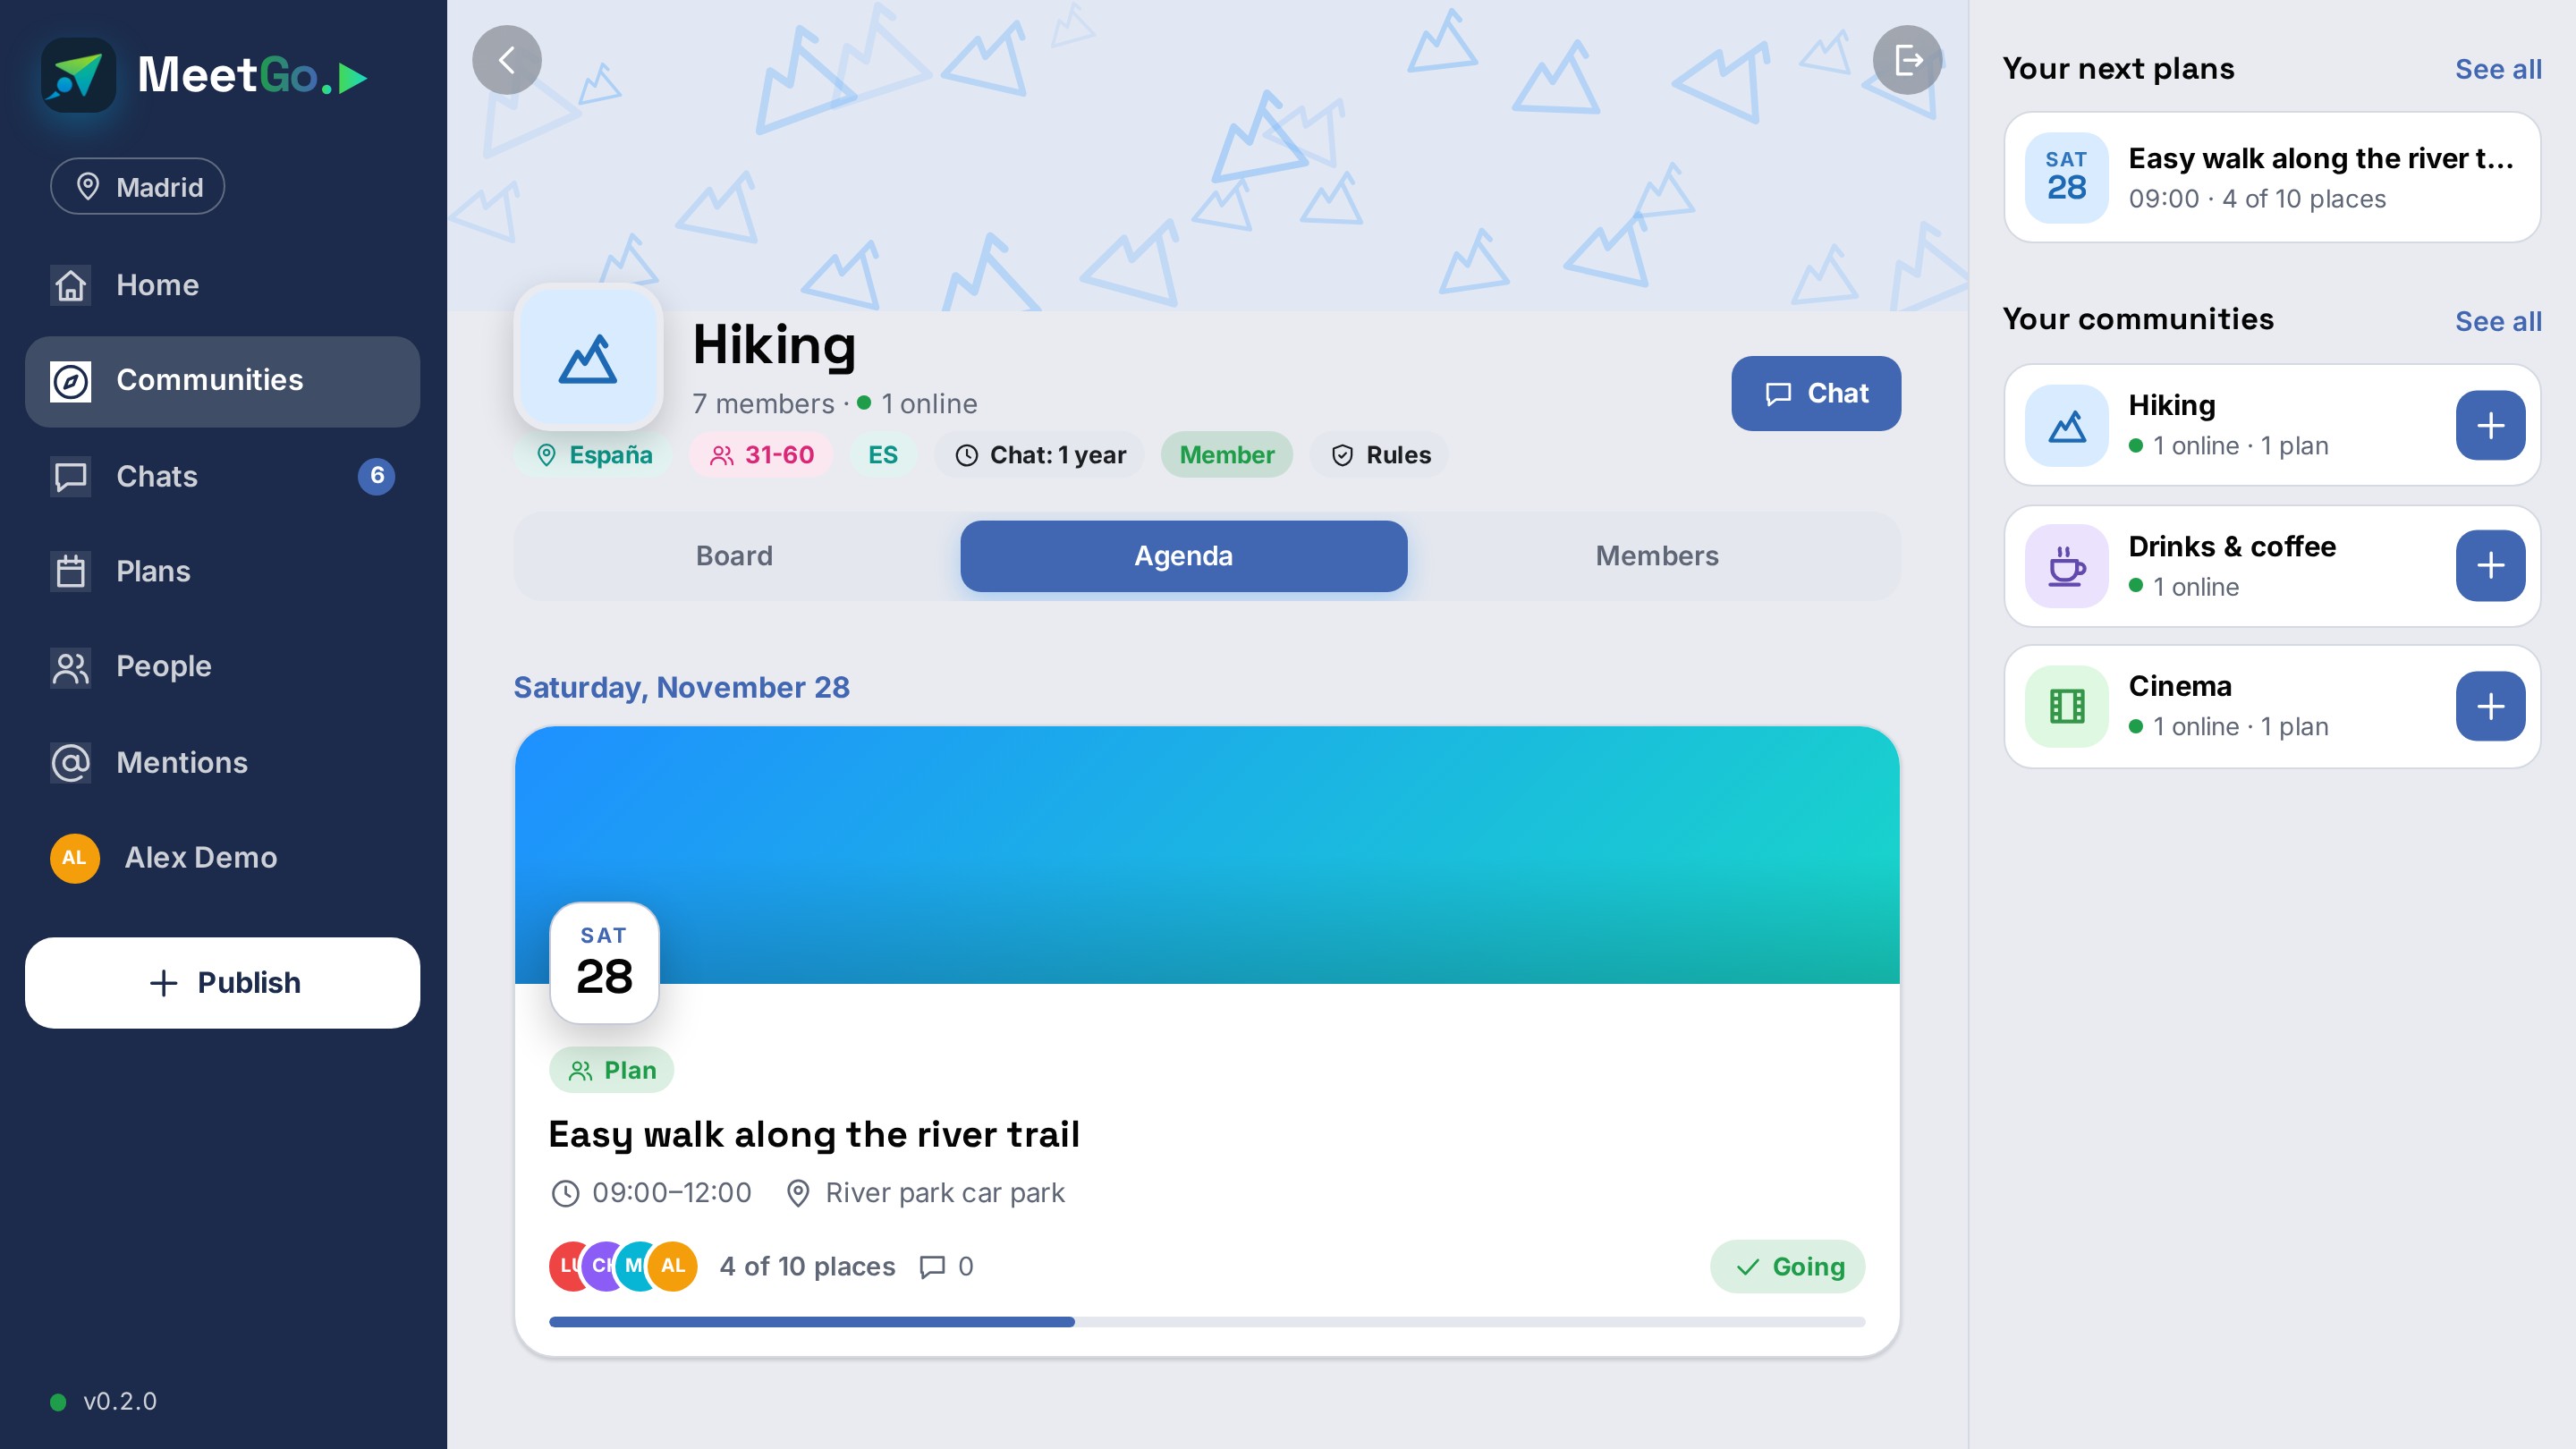 MeetGo.
Madrid
Home
Communities
Chats 6
Plans
People
Mentions
AL Alex Demo
Publish
v0.2.0
Hiking
7 members · 1 online
Chat
España 31-60 ES Chat: 1 year Member Rules
Board Agenda Members
Saturday, November 28
SAT
28
Plan
Easy walk along the river trail
09:00–12:00 River park car park
AL 4 of 10 places 0 Going
Your next plans See all
SAT
28
Easy walk along the river t...
09:00 · 4 of 10 places
Your communities See all
Hiking
1 online · 1 plan
Drinks & coffee
1 online
Cinema
1 online · 1 plan